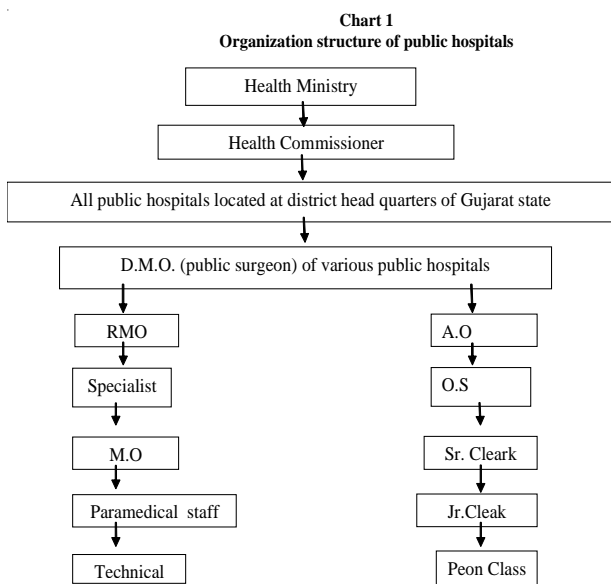 Chart 1
Organization structure of public hospitals
Health Ministry
Health Commissioner
All public hospitals located at district head quarters of Gujarat state
D.M.O. (public surgeon) of various public hospitals
RMO
A.O
Specialist
O.S
M.O
Sr. Cleark
Paramedical staff
Jr.Cleak
Technical
Peon Class